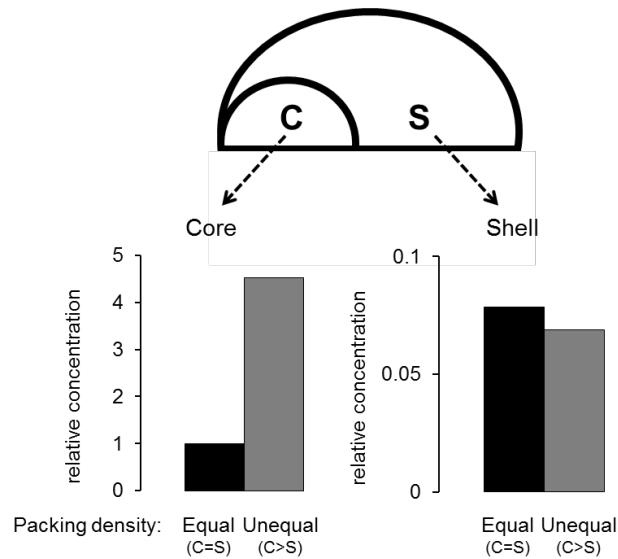 C
S
Core
Shell
relative concentration
5
4
3
2
1
0
relative concentration
0.1
0.05
0
Packing density: Equal Unequal
(C=S) (C>S)
Equal Unequal
(C=S) (C>S)